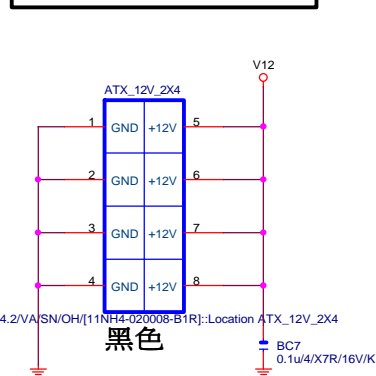 V12
ATX_12V_2X4
1 GND +12V 5
2 GND +12V 6
3 GND +12V 7
4 GND +12V 8
4.2/VA/SN/OH/[11NH4-020008-B1R]::Location ATX_12V_2X4
黑色
BC7
0.1u/4/X7R/16V/K